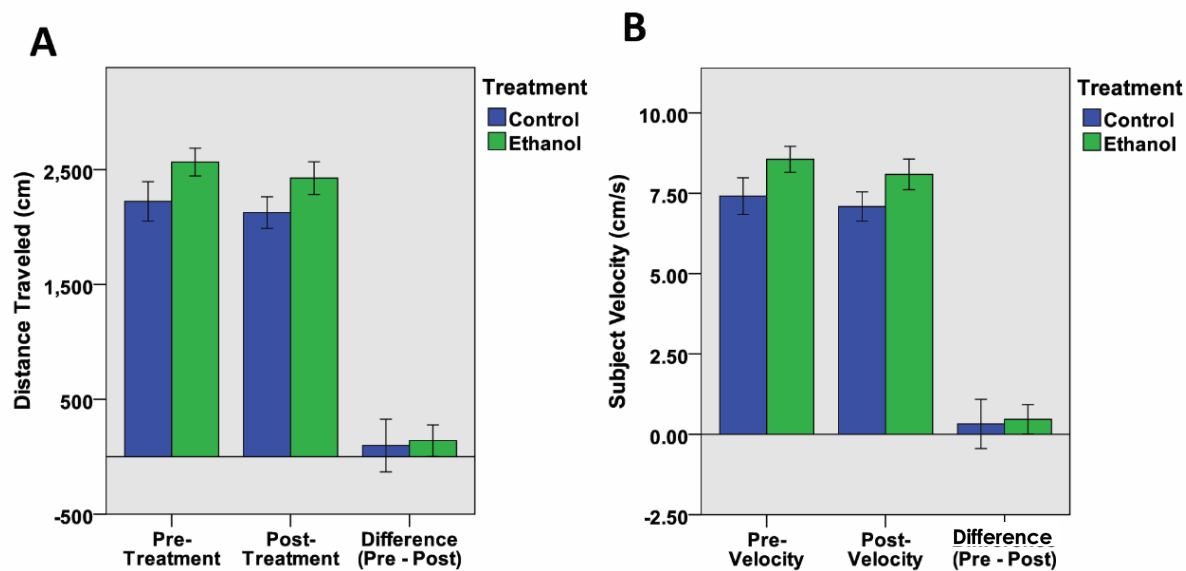 A
Distance Traveled (cm)
2,500
1,500
500
-500
Pre-
Treatment
Post-
Treatment
Difference
(Pre - Post)
Treatment
Control
Ethanol
B
Subject Velocity (cm/s)
10.00
7.50
5.00
2.50
0.00
-2.50
Pre-
Velocity
Post-
Velocity
Difference
(Pre - Post)
Treatment
Control
Ethanol